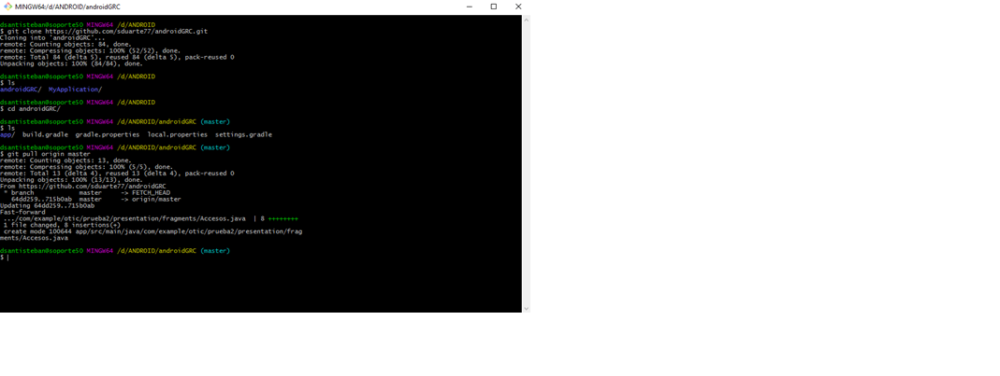 MINGW64:/d/ANDROID/androidGRC
dsantisteban@soporte50 MINGW64 /d/ANDROID
$ git clone https://github.com/sduarte77/androidGRC.git
Cloning into 'androidGRC'...
remote: Counting objects: 84, done.
remote: Compressing objects: 100% (52/52), done.
remote: Total 84 (delta 5), reused 84 (delta 5), pack-reused 0
Unpacking objects: 100% (84/84), done.
dsantisteban@soporte50 MINGW64 /d/ANDROID
$ ls
androidGRC/  MyApplication/
dsantisteban@soporte50 MINGW64 /d/ANDROID
$ cd androidGRC/
dsantisteban@soporte50 MINGW64 /d/ANDROID/androidGRC (master)
$ ls
app/  build.gradle  gradle.properties  local.properties  settings.gradle
dsantisteban@soporte50 MINGW64 /d/ANDROID/androidGRC (master)
$ git pull origin master
remote: Counting objects: 13, done.
remote: Compressing objects: 100% (5/5), done.
remote: Total 13 (delta 4), reused 13 (delta 4), pack-reused 0
Unpacking objects: 100% (13/13), done.
From https://github.com/sduarte77/androidGRC
 * branch            master     -> FETCH_HEAD
   64dd259..715b0ab  master     -> origin/master
Updating 64dd259..715b0ab
Fast-forward
 .../com/example/otic/prueba2/presentation/fragments/Accesos.java  | 8 ++++++++
 1 file changed, 8 insertions(+)
 create mode 100644 app/src/main/java/com/example/otic/prueba2/presentation/frag
ments/Accesos.java
dsantisteban@soporte50 MINGW64 /d/ANDROID/androidGRC (master)
$